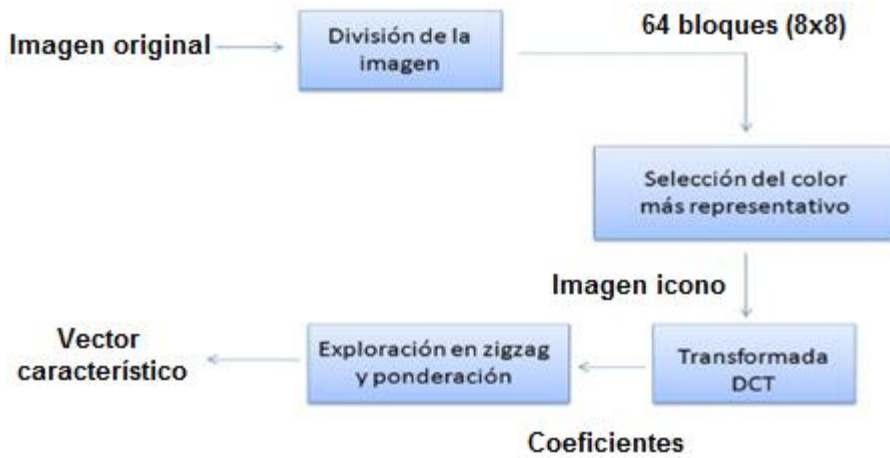 Imagen original
División de la
imagen
64 bloques (8x8)
Selección del color
más representativo
Imagen icono
Transformada
DCT
Coeficientes
Exploración en zigzag
y ponderación
Vector
característico